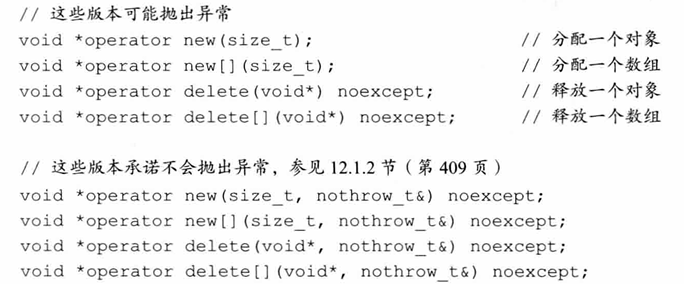 // 这些版本可能抛出异常
void *operator new(size_t); // 分配一个对象
void *operator new[](size_t); // 分配一个数组
void *operator delete(void*) noexcept; // 释放一个对象
void *operator delete[](void*) noexcept; // 释放一个数组
// 这些版本承诺不会抛出异常，参见 12.1.2 节（第 409 页）
void *operator new(size_t, nothrow_t&) noexcept;
void *operator new[](size_t, nothrow_t&) noexcept;
void *operator delete(void*, nothrow_t&) noexcept;
void *operator delete[](void*, nothrow_t&) noexcept;